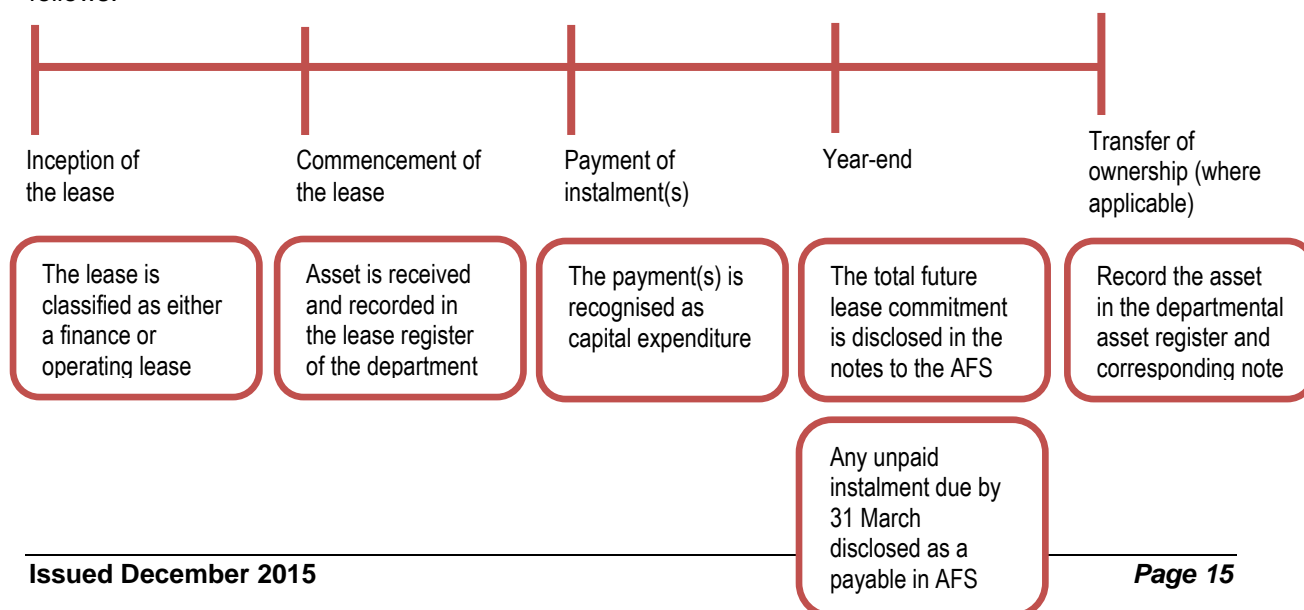 follows:
Inception of
the lease
Commencement of
the lease
Payment of
instalment(s)
Year-end
Transfer of
ownership (where
applicable)
The lease is
classified as either
a finance or
operating lease
Asset is received
and recorded in
the lease register
of the department
The payment(s) is
recognised as
capital expenditure
The total future
lease commitment
is disclosed in the
notes to the AFS
Record the asset
in the departmental
asset register and
corresponding note
Any unpaid
instalment due by
31 March
disclosed as a
payable in AFS
Issued December 2015
Page 15